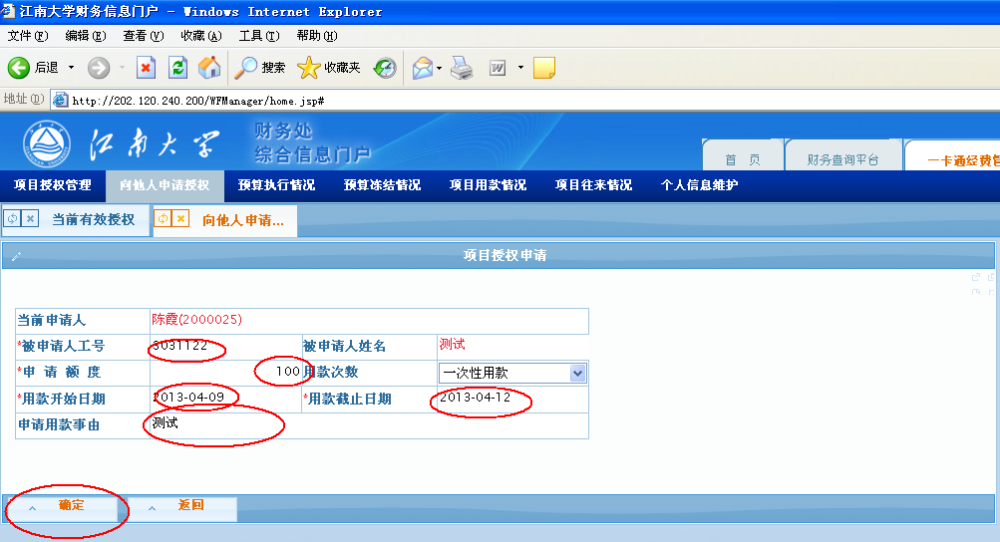 江南大学财务信息门户 - Windows Internet Explorer
文件(F) 编辑(E) 查看(V) 收藏(A) 工具(T) 帮助(H)
后退 搜索 收藏夹
地址(D) http://202.120.240.200/WFManager/home.jsp#
江南大学 财务处
综合信息门户
首 页 财务查询平台 一卡通经费管
项目授权管理 向他人申请授权 预算执行情况 预算冻结情况 项目用款情况 项目往来情况 个人信息维护
当前有效授权 向他人申请...
项目授权申请
当前申请人 陈霞(2000025)
*被申请人工号 3031122 被申请人姓名 测试
*申 请 额 度 100 用款次数 一次性用款
*用款开始日期 2013-04-09 *用款截止日期 2013-04-12
申请用款事由 测试
确定 返回